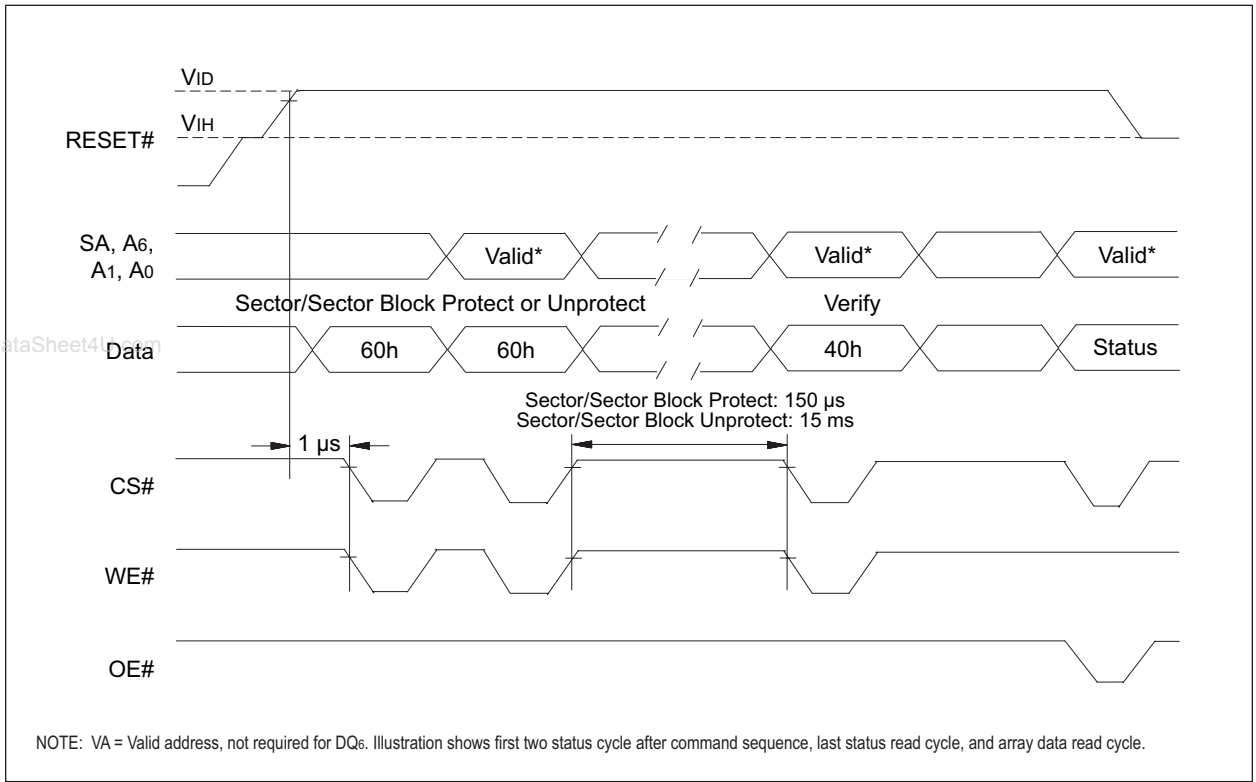 VID
VIH
RESET#
SA, A6,
A1, A0
Valid*
Valid*
Valid*
Sector/Sector Block Protect or Unprotect
Verify
ataSheet4U.com
Data
60h
60h
40h
Status
Sector/Sector Block Protect: 150 µs
Sector/Sector Block Unprotect: 15 ms
1 µs
CS#
WE#
OE#
NOTE: VA = Valid address, not required for DQ6. Illustration shows first two status cycle after command sequence, last status read cycle, and array data read cycle.